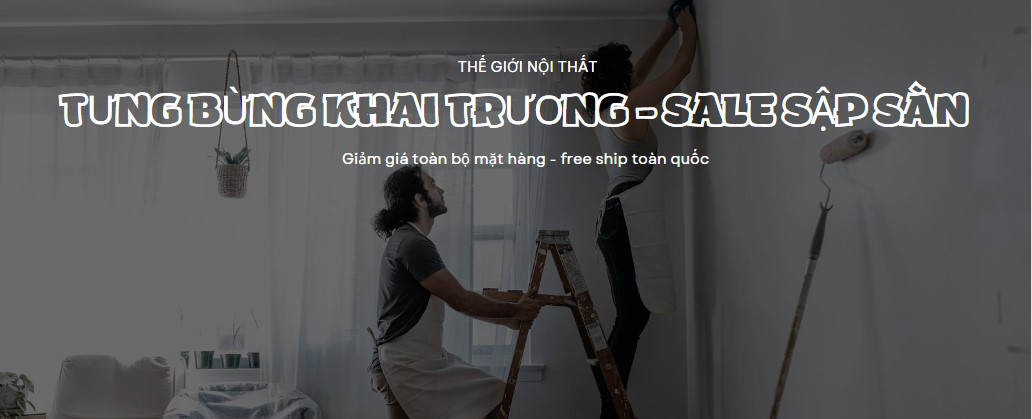 THẾ GIỚI NỘI THẤT
TƯNG BỪNG KHAI TRƯƠNG - SALE SẬP SÀN
Giảm giá toàn bộ mặt hàng - free ship toàn quốc